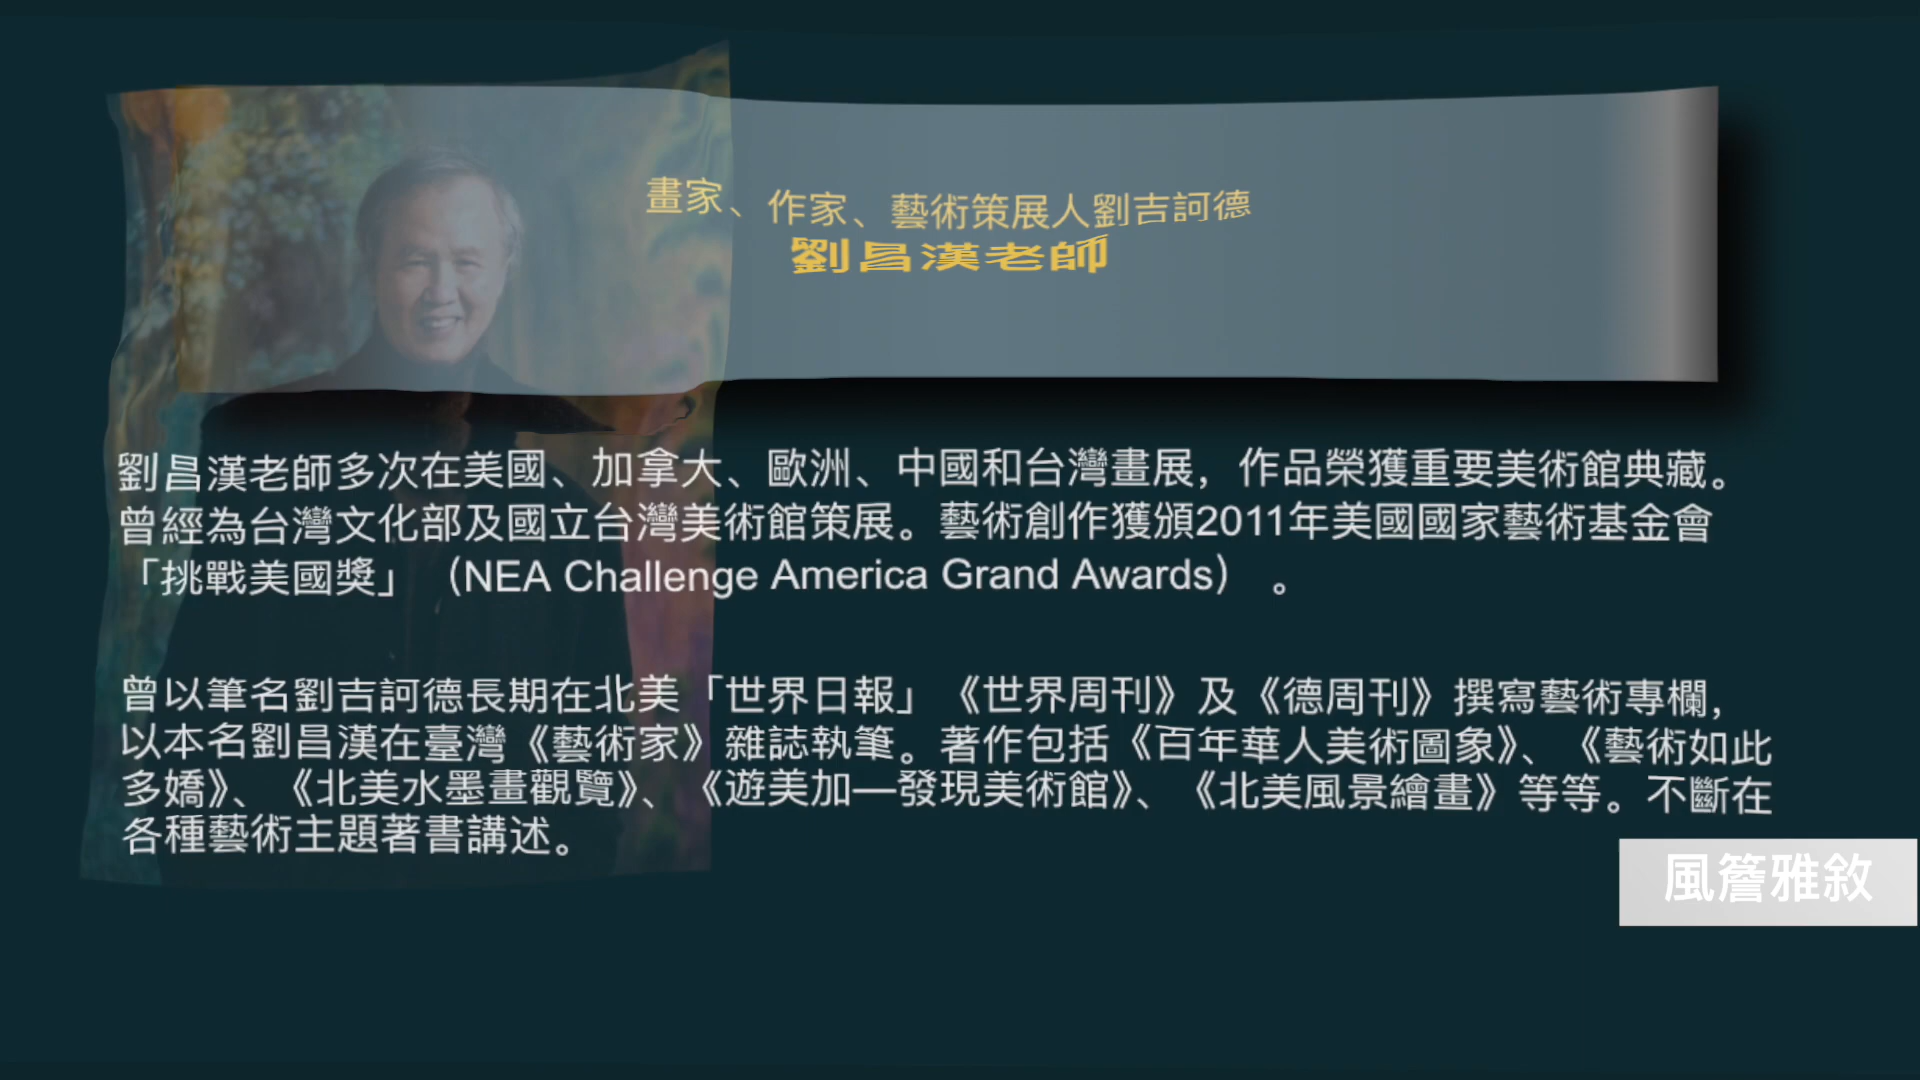 畫家、作家、藝術策展人劉吉訶德
劉昌漢老師
劉昌漢老師多次在美國、加拿大、歐洲、中國和台灣畫展，作品榮獲重要美術館典藏。
曾經為台灣文化部及國立台灣美術館策展。藝術創作獲頒2011年美國國家藝術基金會
「挑戰美國獎」（NEA Challenge America Grand Awards）。
曾以筆名劉吉訶德長期在北美「世界日報」《世界周刊》及《德周刊》撰寫藝術專欄，
以本名劉昌漢在臺灣《藝術家》雜誌執筆。著作包括《百年華人美術圖象》、《藝術如此
多嬌》、《北美水墨畫觀覽》、《遊美加—發現美術館》、《北美風景繪畫》等等。不斷在
各種藝術主題著書講述。
風簷雅敘